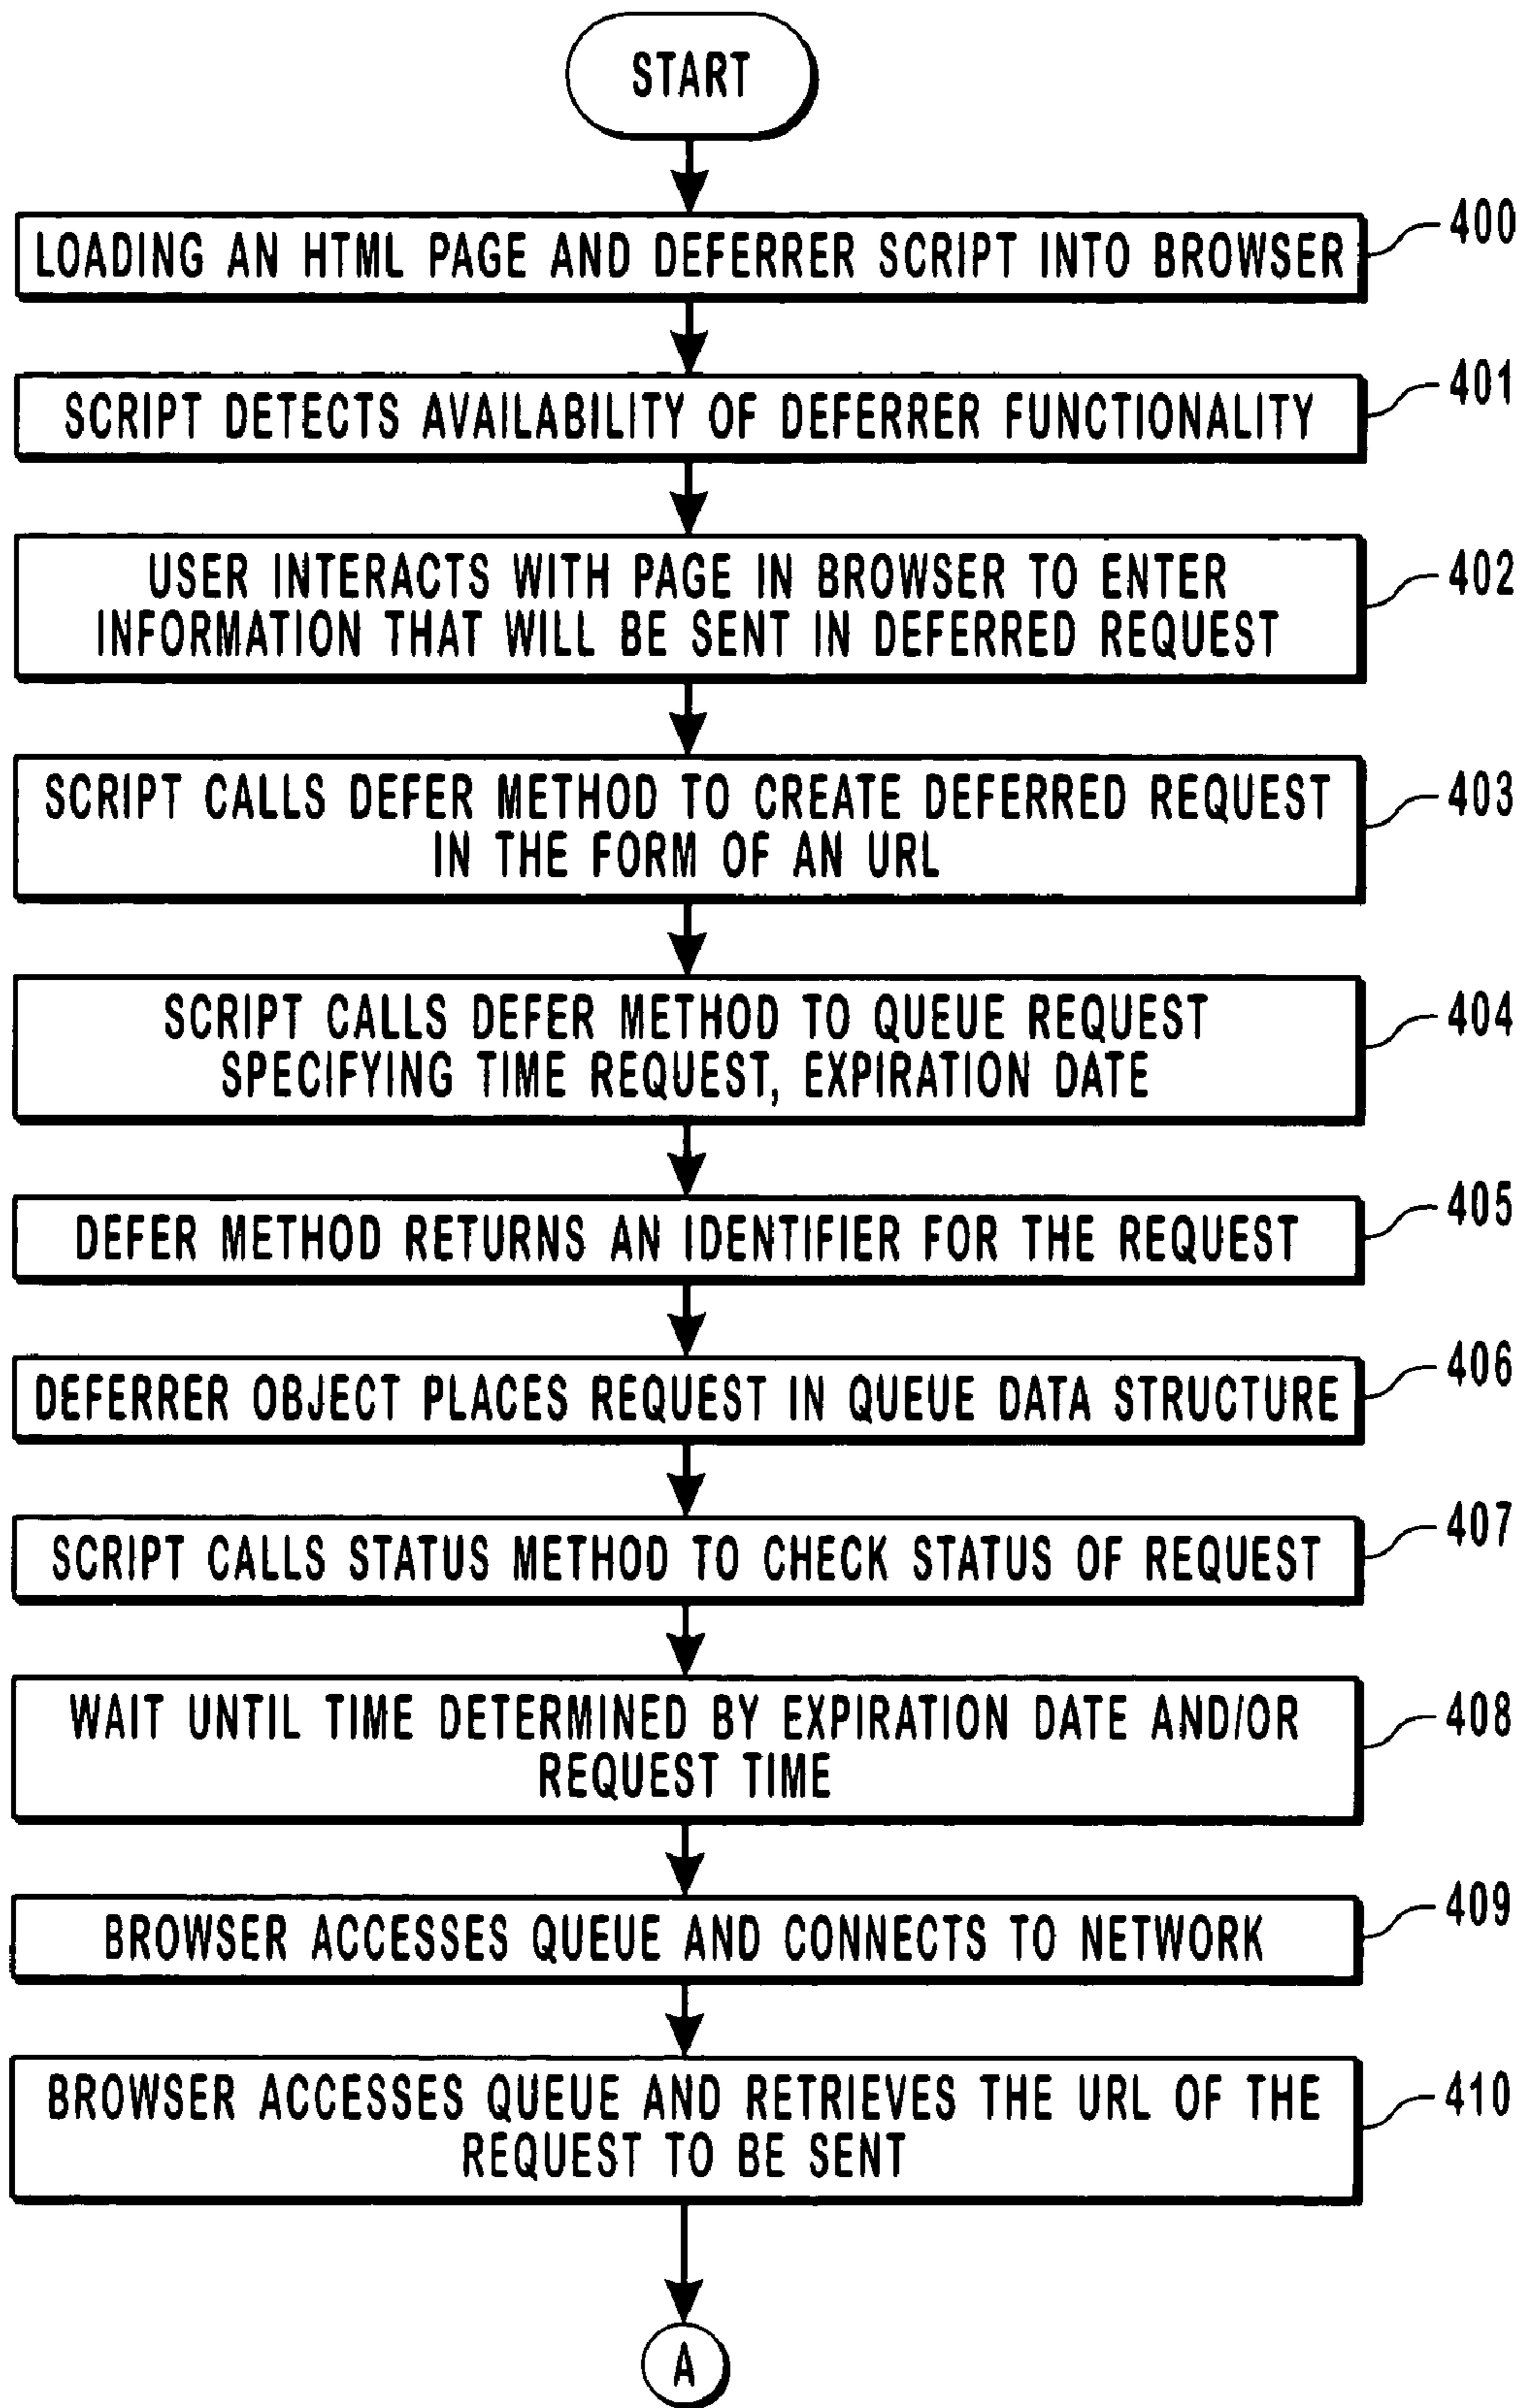 START
LOADING AN HTML PAGE AND DEFERRER SCRIPT INTO BROWSER
400
SCRIPT DETECTS AVAILABILITY OF DEFERRER FUNCTIONALITY
401
USER INTERACTS WITH PAGE IN BROWSER TO ENTER
INFORMATION THAT WILL BE SENT IN DEFERRED REQUEST
402
SCRIPT CALLS DEFER METHOD TO CREATE DEFERRED REQUEST
IN THE FORM OF AN URL
403
SCRIPT CALLS DEFER METHOD TO QUEUE REQUEST
SPECIFYING TIME REQUEST, EXPIRATION DATE
404
DEFER METHOD RETURNS AN IDENTIFIER FOR THE REQUEST
405
DEFERRER OBJECT PLACES REQUEST IN QUEUE DATA STRUCTURE
406
SCRIPT CALLS STATUS METHOD TO CHECK STATUS OF REQUEST
407
WAIT UNTIL TIME DETERMINED BY EXPIRATION DATE AND/OR
REQUEST TIME
408
BROWSER ACCESSES QUEUE AND CONNECTS TO NETWORK
409
BROWSER ACCESSES QUEUE AND RETRIEVES THE URL OF THE
REQUEST TO BE SENT
410
A